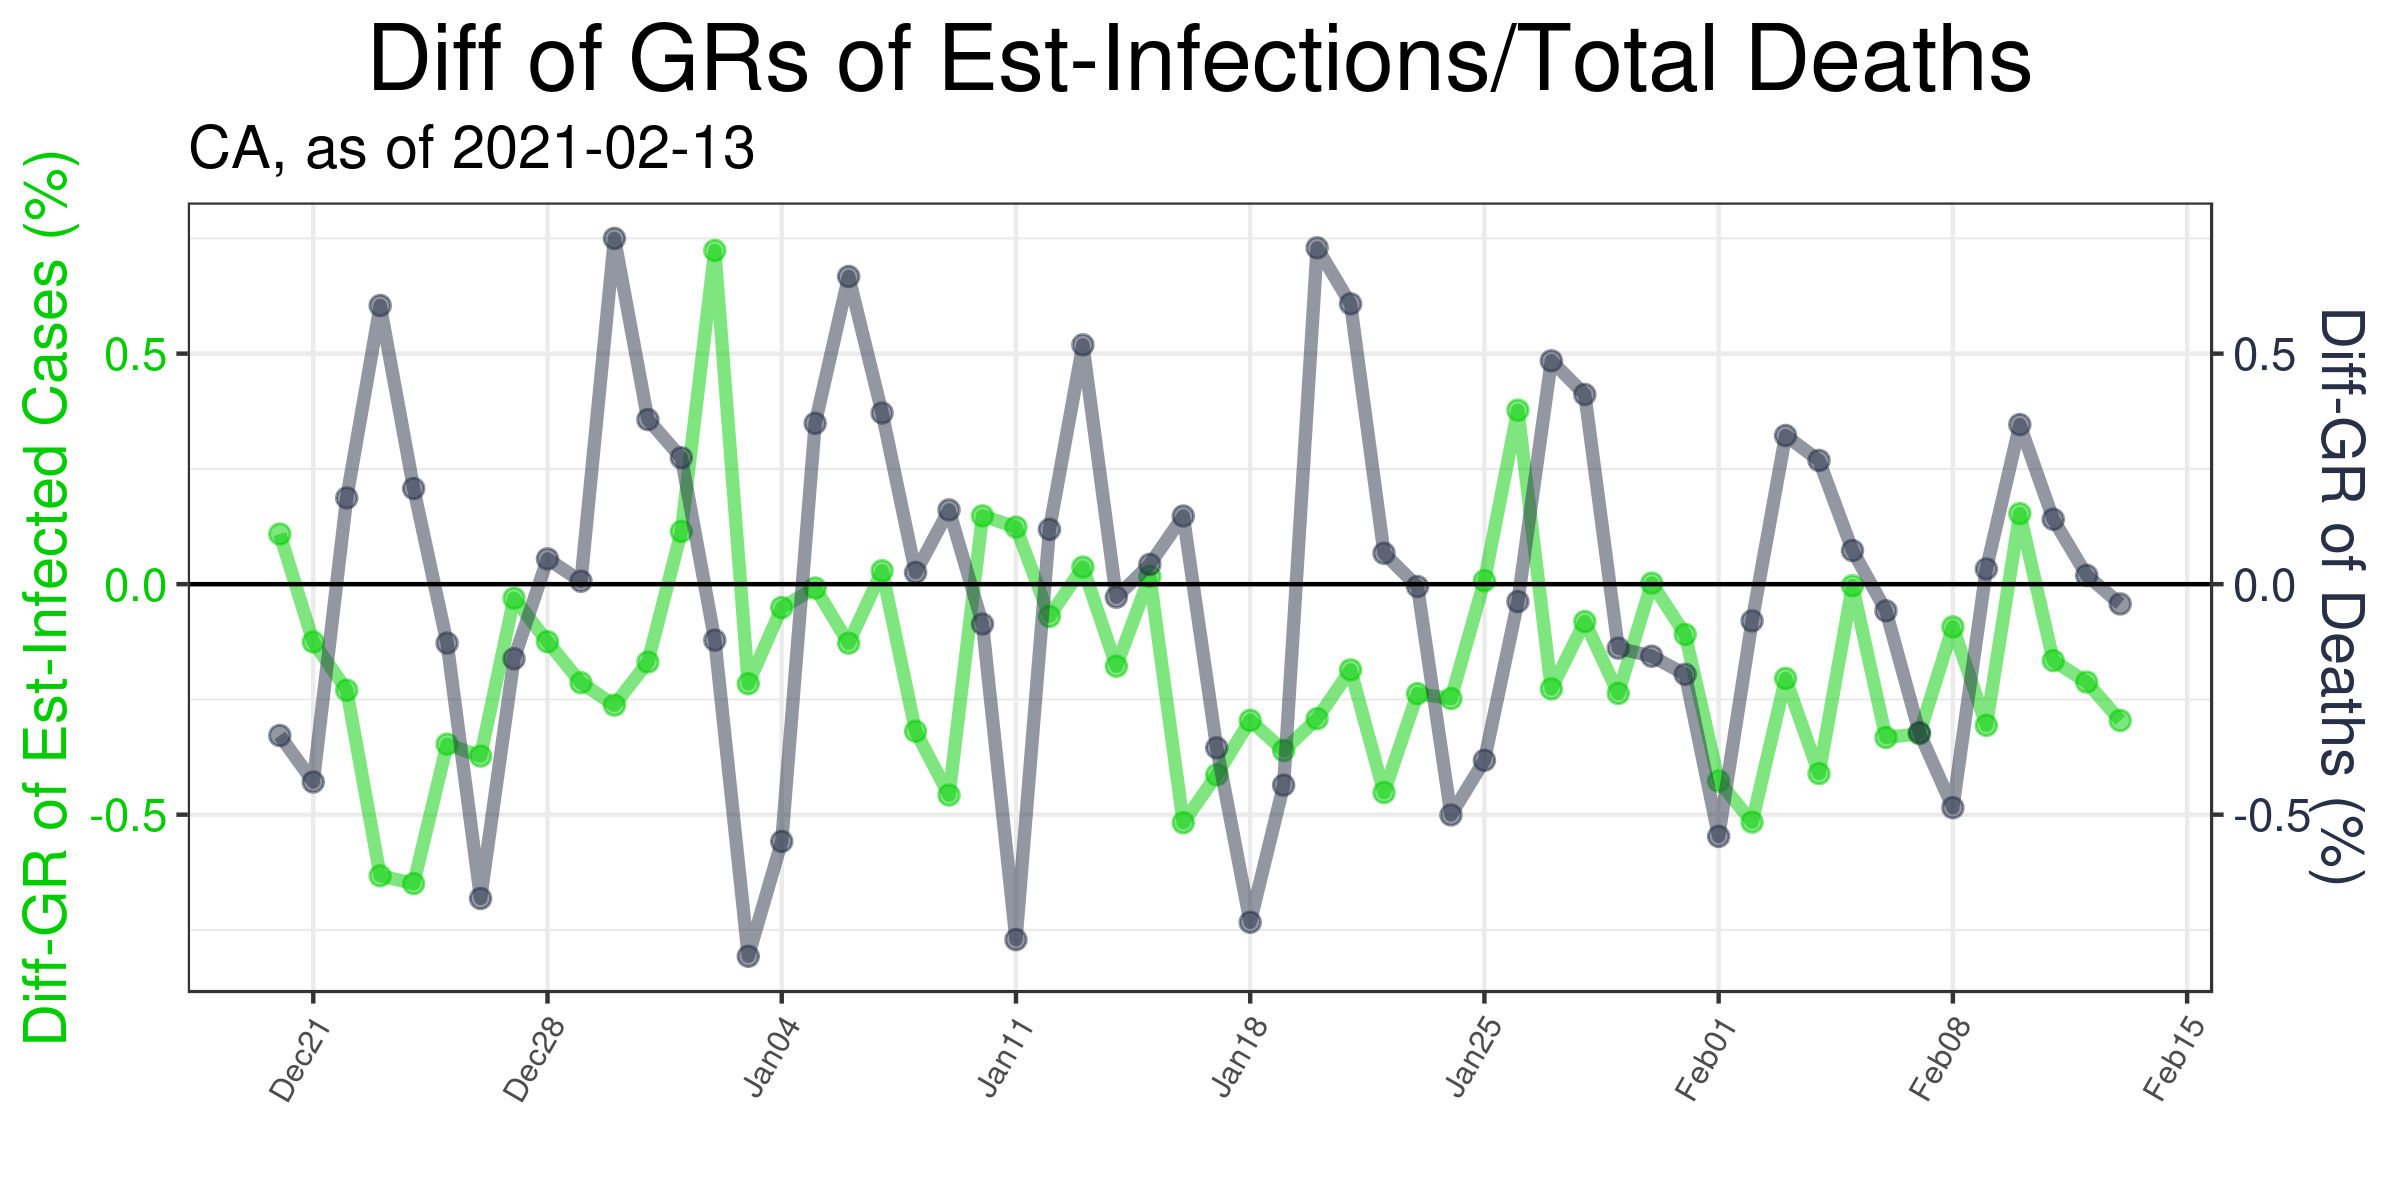 Diff of GRs of Est-Infections/Total Deaths
CA, as of 2021-02-13
Diff-GR of Est-Infected Cases (%)
0.5
0.0
-0.5
0.5
0.0
-0.5
Diff-GR of Deaths (%)
Dec21
Dec28
Jan04
Jan11
Jan18
Jan25
Feb01
Feb08
Feb15